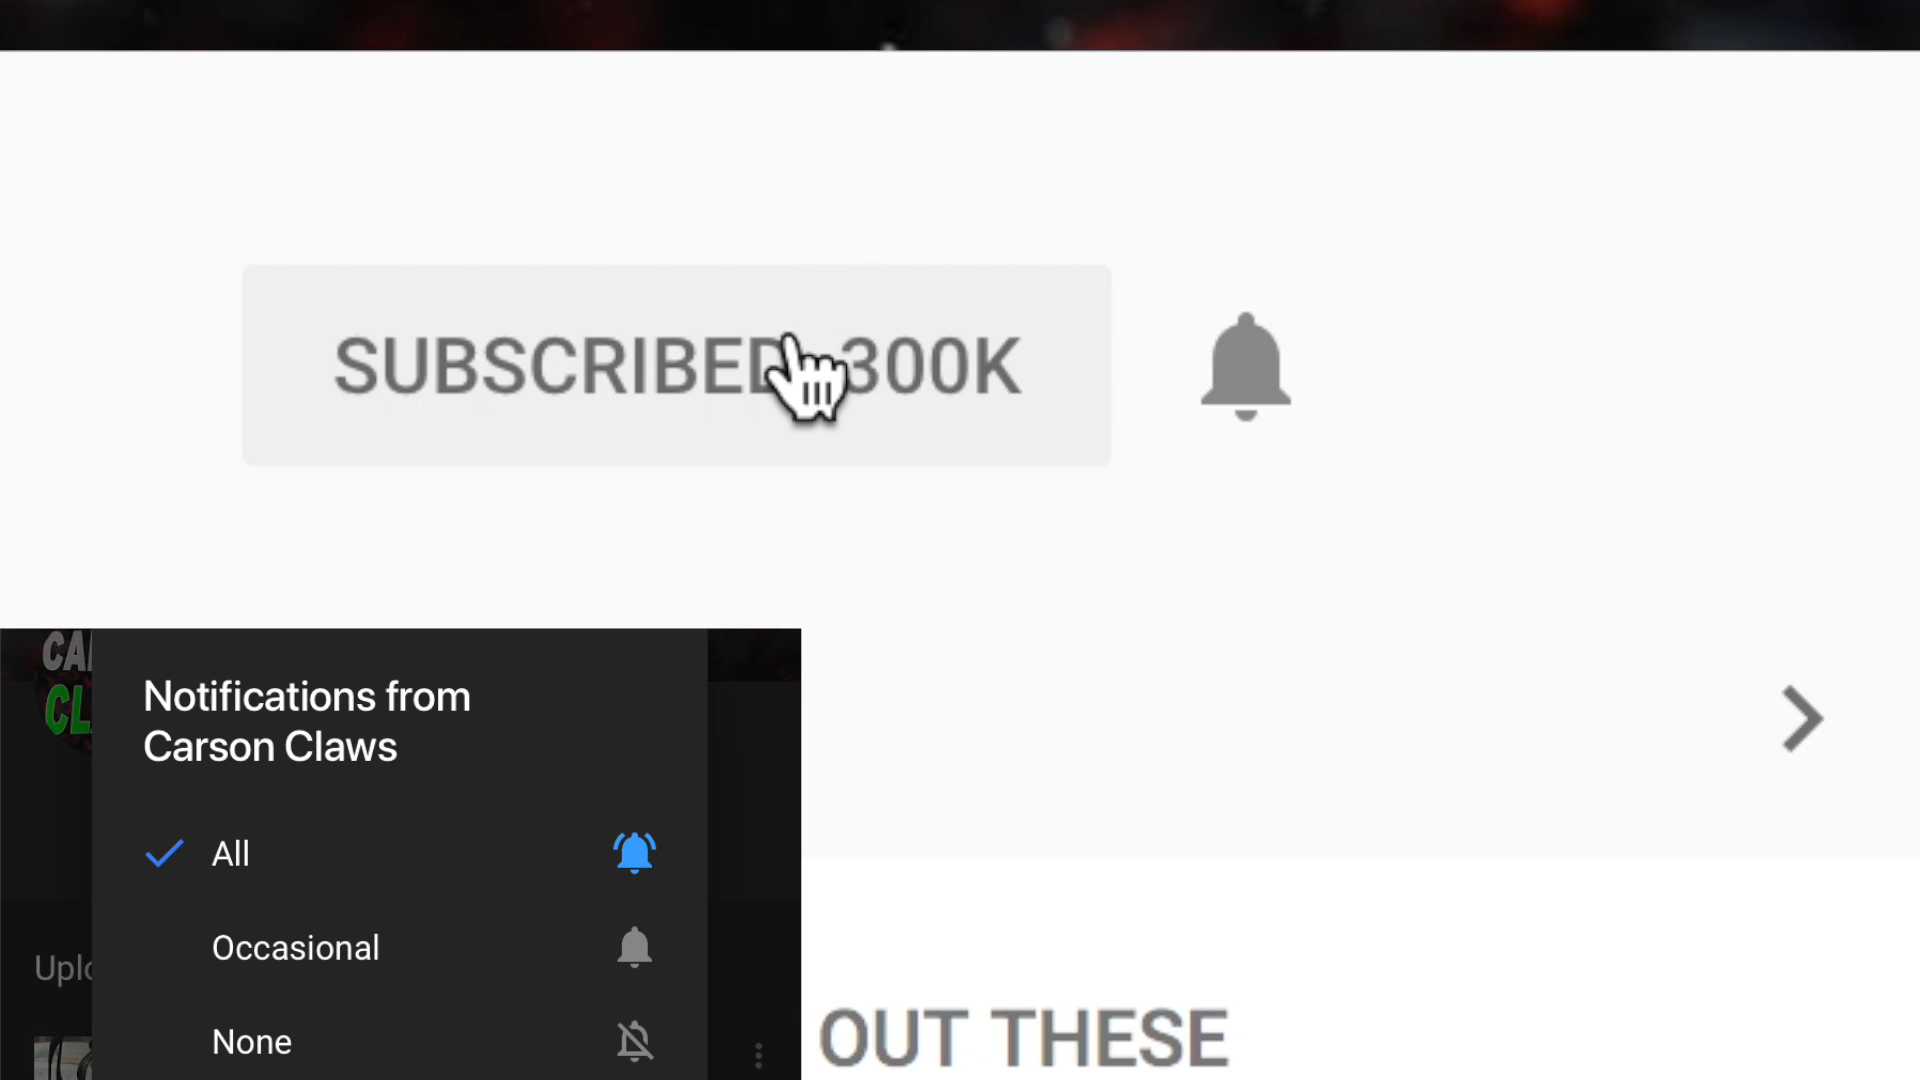 SUBSCRIBED 300K
Notifications from
Carson Claws
All
Occasional
None
OUT THESE